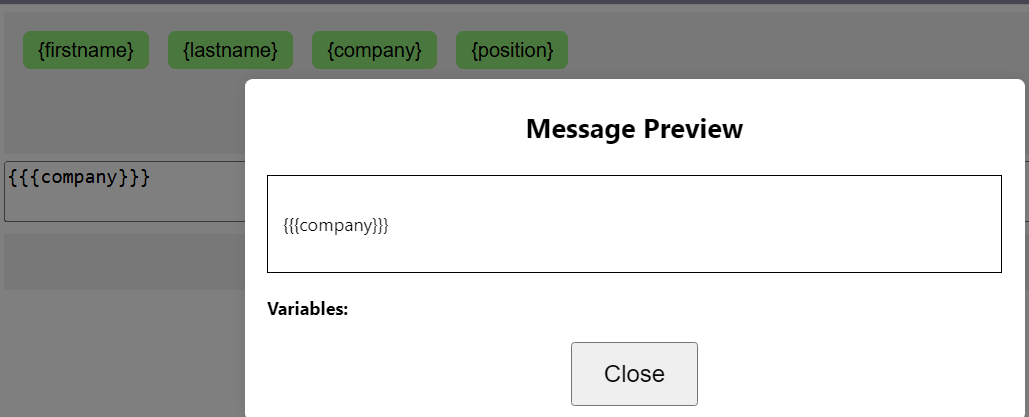 {firstname} {lastname} {company} {position}
Message Preview
{{{company}}}
{{{company}}}
Variables:
Close